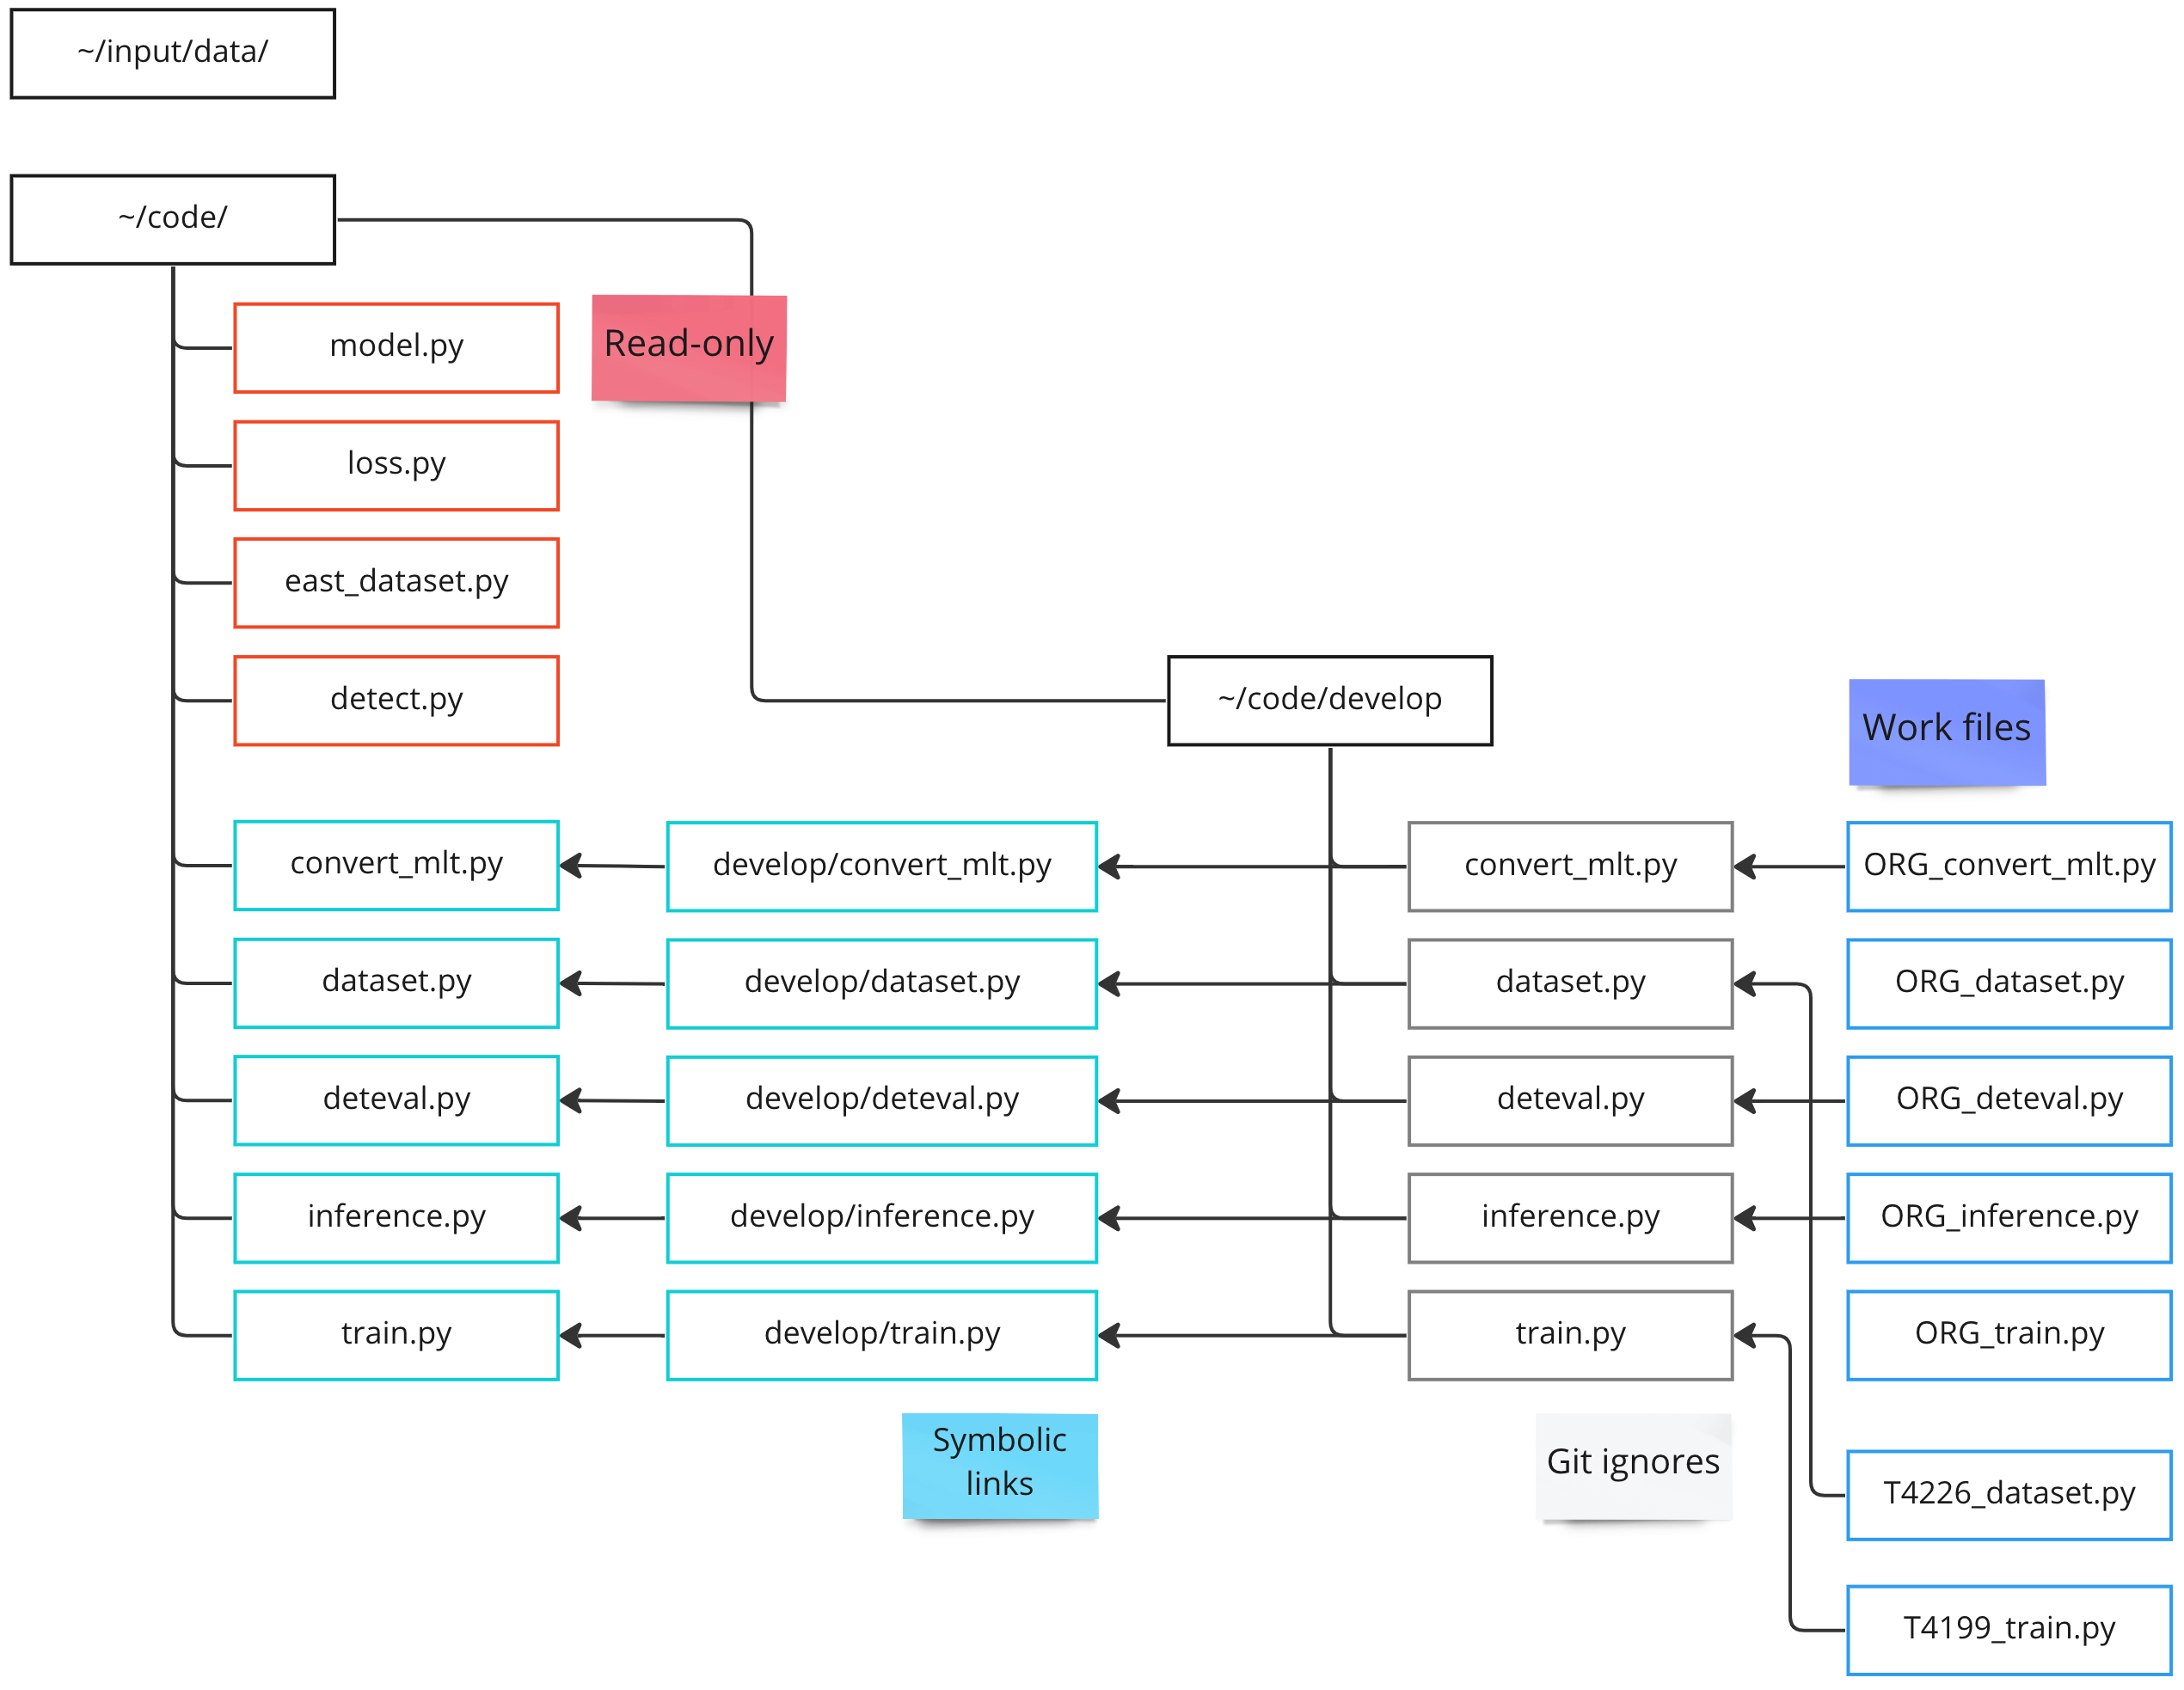 ~/input/data/
~/code/
model.py
Read-only
loss.py
east_dataset.py
detect.py
~/code/develop
Work files
convert_mlt.py
develop/convert_mlt.py
convert_mlt.py
ORG_convert_mlt.py
dataset.py
develop/dataset.py
dataset.py
ORG_dataset.py
deteval.py
develop/deteval.py
deteval.py
ORG_deteval.py
inference.py
develop/inference.py
inference.py
ORG_inference.py
train.py
develop/train.py
train.py
ORG_train.py
Symbolic
links
Git ignores
T4226_dataset.py
T4199_train.py